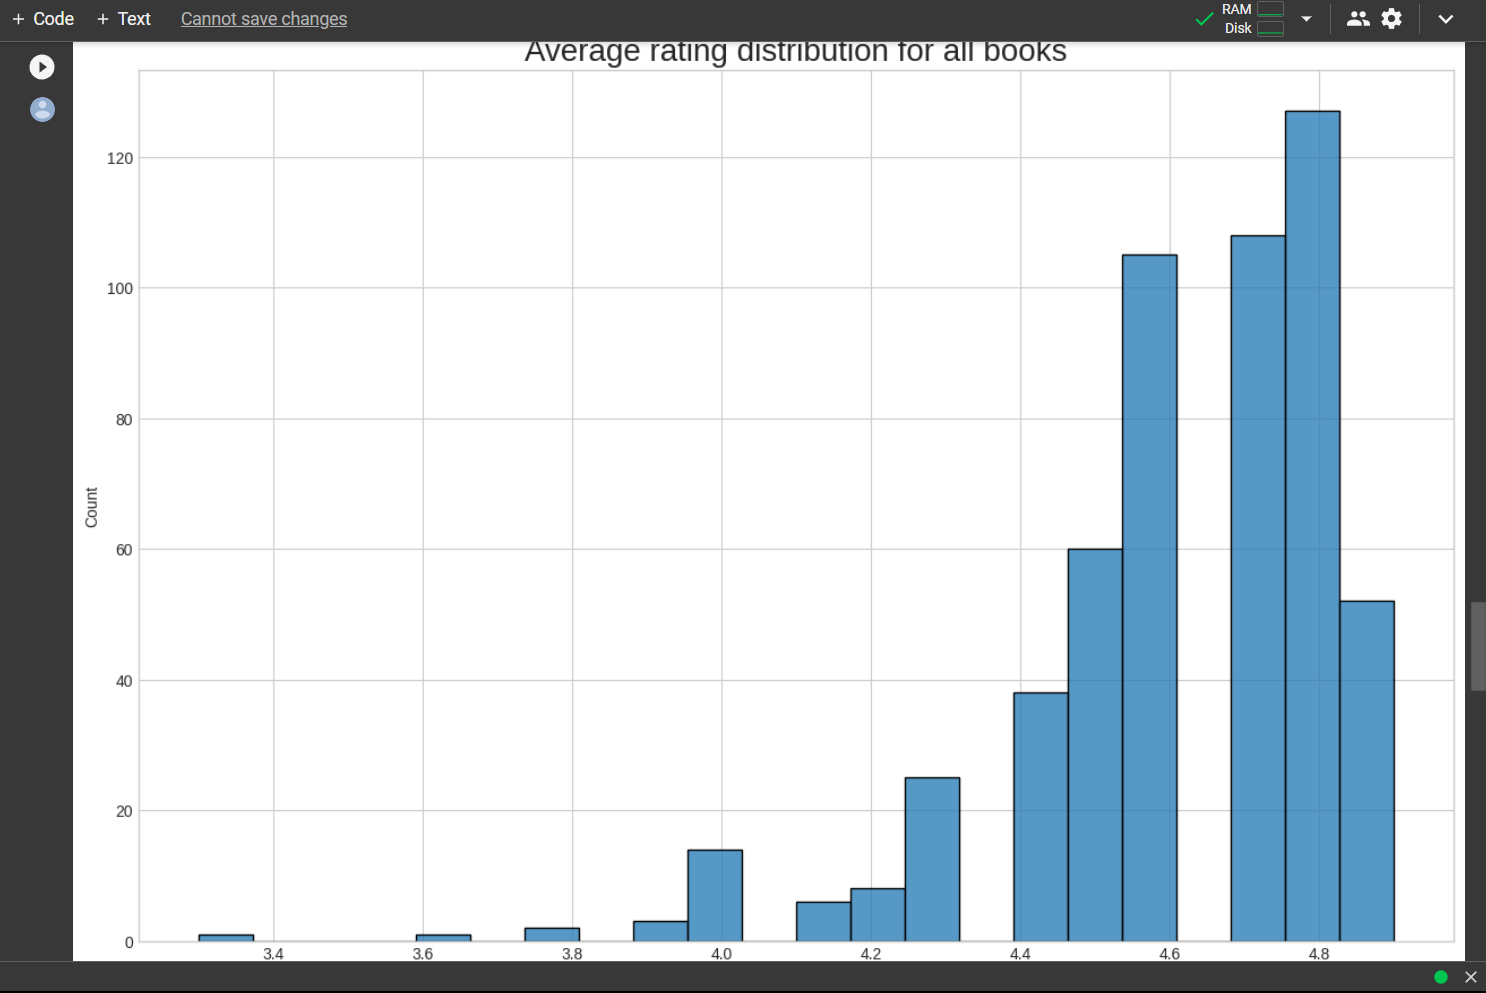 + Code + Text Cannot save changes RAM
Disk
Average rating distribution for all books
120
100
80
60
40
20
0
Count
3.4 3.6 3.8 4.0 4.2 4.4 4.6 4.8